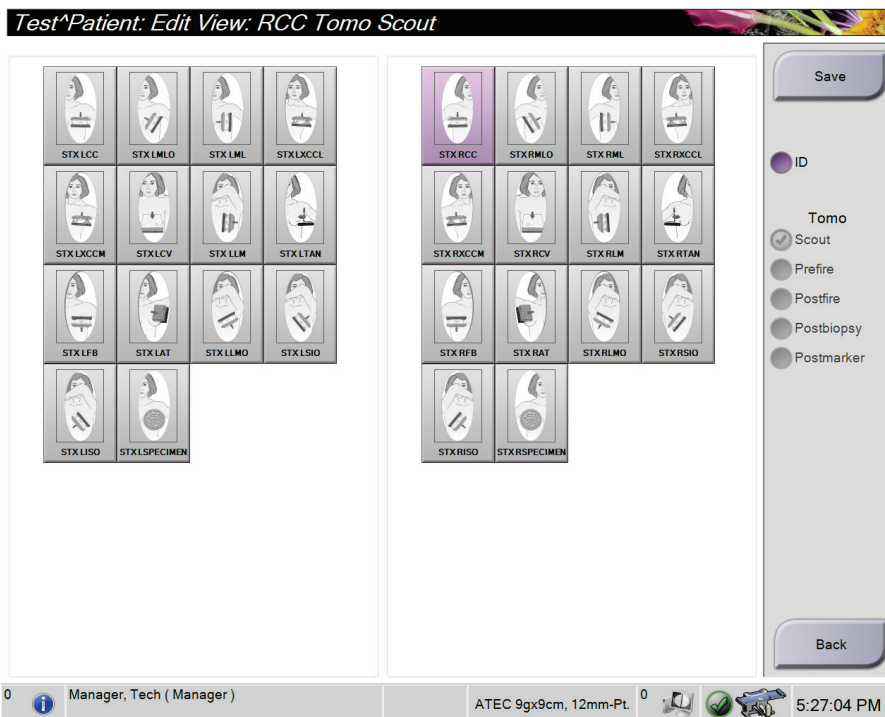 Test^Patient: Edit View: RCC Tomo Scout
STX LCC STX LMLO STX LML STX LXCCL
STX LXCCM STX LCV STX LLM STX LTAN
STX LFB STX LAT STX LLMO STX LSIO
STX LISO STX LSPECIMEN
STX RCC STX RMLO STX RML STX RXCCL
STX RXCCM STX RCV STX RLM STX RTAN
STX RFB STX RAT STX RLMO STX RSIO
STX RISO STX RSPECIMEN
Save
ID
Tomo
Scout
Prefire
Postfire
Postbiopsy
Postmarker
Back
0 Manager, Tech ( Manager ) ATEC 9gx9cm, 12mm-Pt. 0 5:27:04 PM